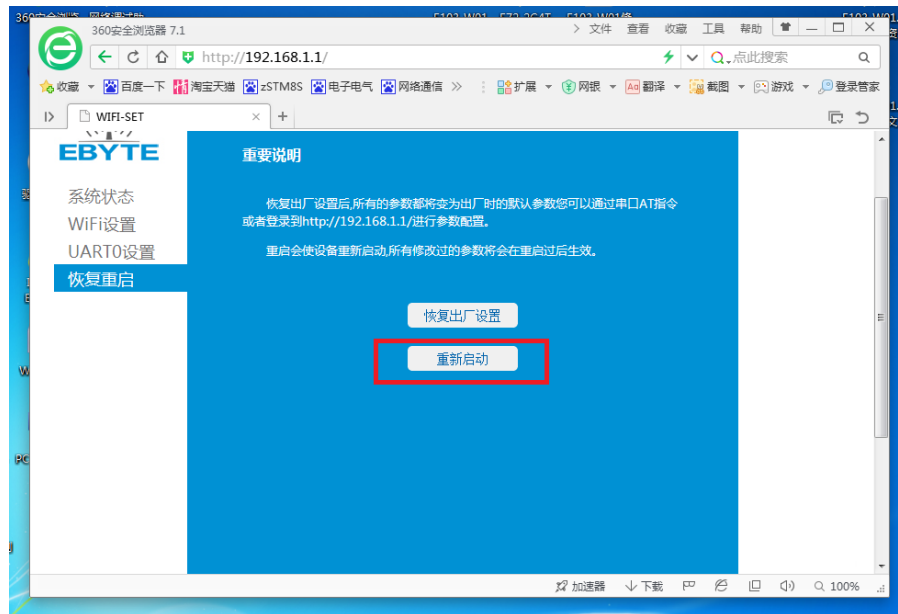 360安全浏览器 7.1
文件 查看 收藏 工具 帮助
http://192.168.1.1/
点此搜索
收藏 百度一下 淘宝天猫 zSTM8S 电子电气 网络通信 扩展 网银 翻译 截图 游戏 登录管家
WIFI-SET
EBYTE
系统状态
WiFi设置
UART0设置
恢复重启
重要说明
恢复出厂设置后,所有的参数都将变为出厂时的默认参数您可以通过串口AT指令
或者登录到http://192.168.1.1/进行参数配置。
重启会使设备重新启动,所有修改过的参数将会在重启过后生效。
恢复出厂设置
重新启动
加速器 下载 100%